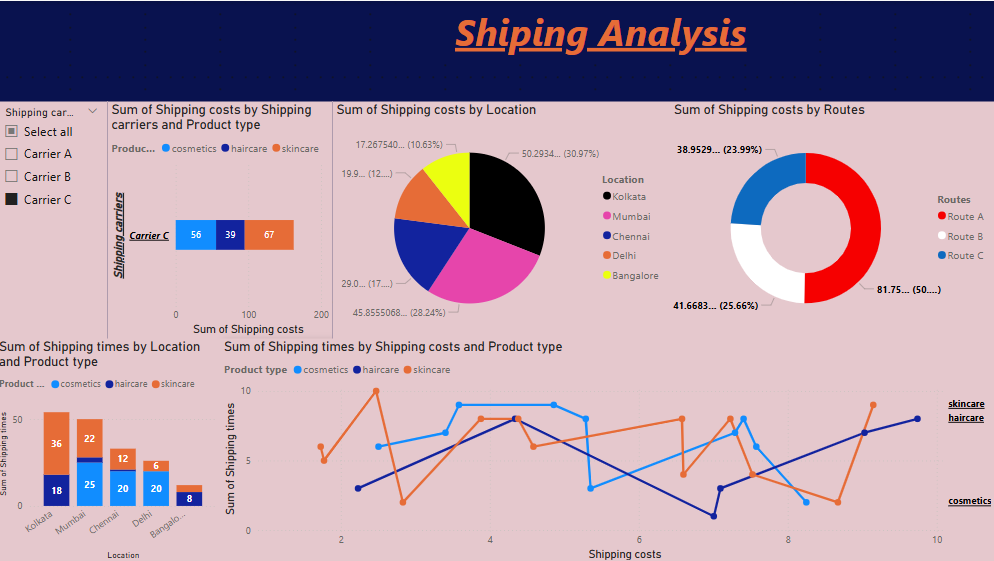 Shiping Analysis
Shipping car...
Select all
Carrier A
Carrier B
Carrier C
Sum of Shipping costs by Shipping
carriers and Product type
Produc... cosmetics haircare skincare
Shipping carriers
Carrier C
56 39 67
0 100 200
Sum of Shipping costs
Sum of Shipping costs by Location
17.267540... (10.63%)
50.2934... (30.97%)
19.9... (12....)
29.0... (17....)
45.8555068... (28.24%)
Location
Kolkata
Mumbai
Chennai
Delhi
Bangalore
Sum of Shipping costs by Routes
38.9529... (23.99%)
41.6683... (25.66%)
81.75... (50....)
Routes
Route A
Route B
Route C
Sum of Shipping times by Location
and Product type
Product ... cosmetics haircare skincare
Sum of Shipping times
50
0
36
18
22
25
12
20
6
20
8
Kolkata
Mumbai
Chennai
Delhi
Bangalo...
Location
Sum of Shipping times by Shipping costs and Product type
Product type cosmetics haircare skincare
Sum of Shipping times
10
5
0
2 4 6 8 10
Shipping costs
skincare
haircare
cosmetics